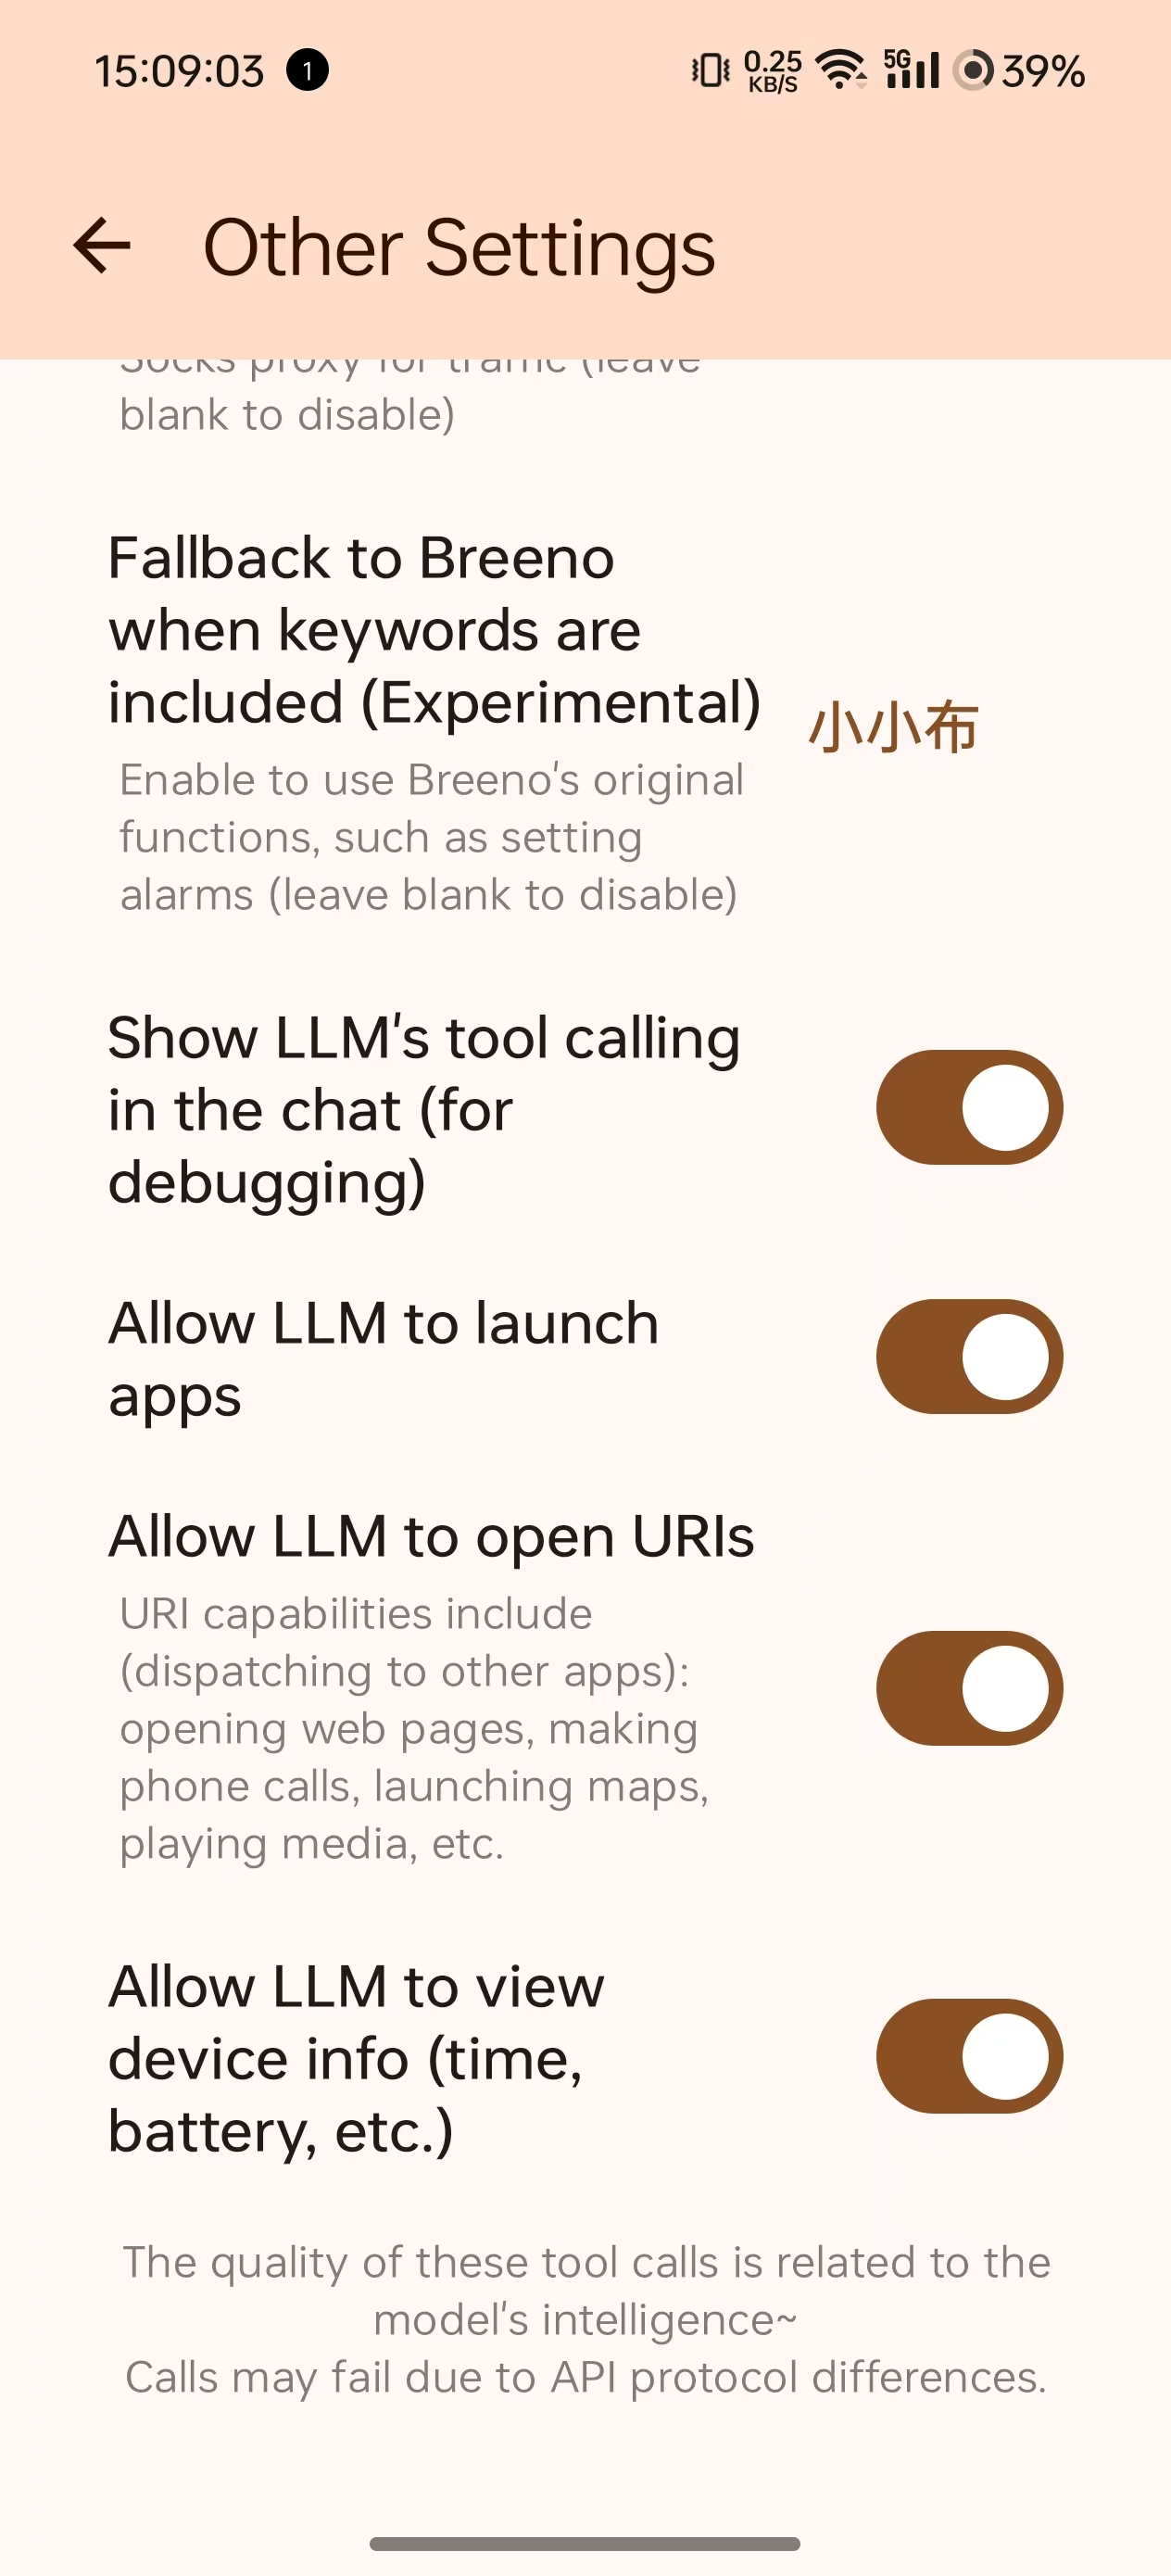 15:09:03 1 0.25 KB/S 5G 39%
Other Settings
Socks proxy for traffic (leave
blank to disable)
Fallback to Breeno
when keywords are
included (Experimental)
小小布
Enable to use Breeno's original
functions, such as setting
alarms (leave blank to disable)
Show LLM's tool calling
in the chat (for
debugging)
Allow LLM to launch
apps
Allow LLM to open URIs
URI capabilities include
(dispatching to other apps):
opening web pages, making
phone calls, launching maps,
playing media, etc.
Allow LLM to view
device info (time,
battery, etc.)
The quality of these tool calls is related to the
model's intelligence~
Calls may fail due to API protocol differences.